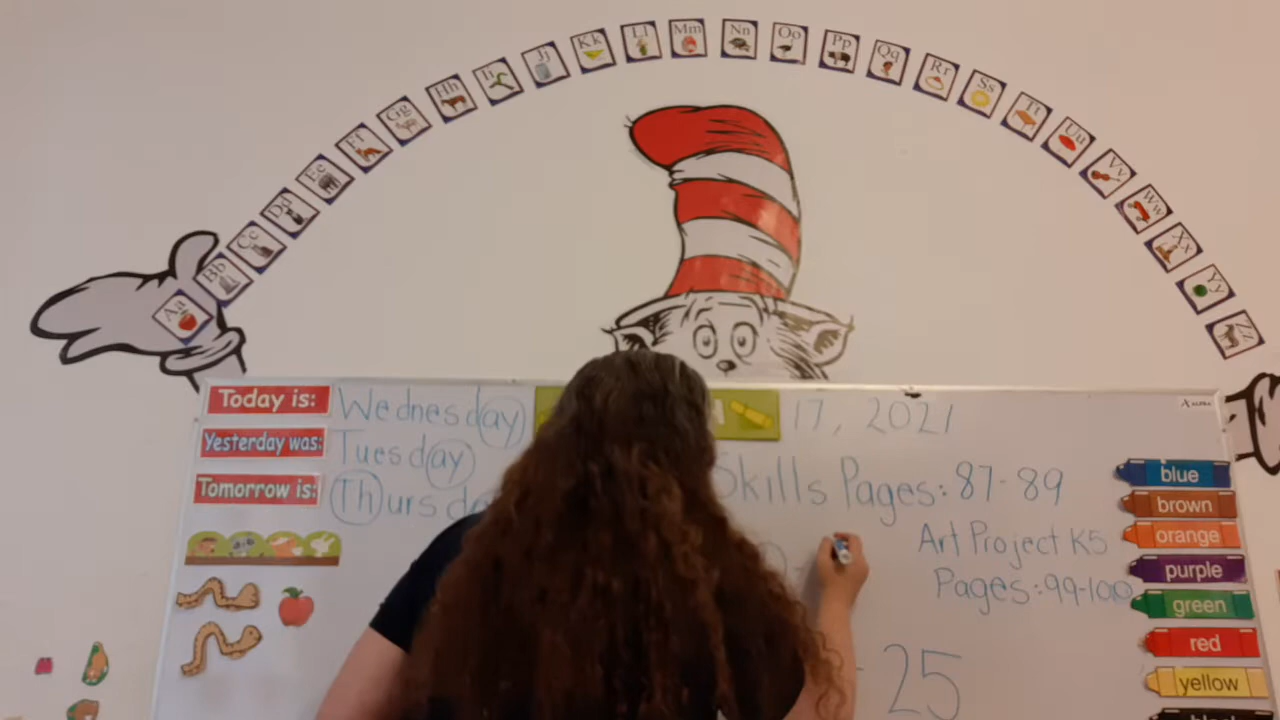 Aa
Bb
Cc
Dd
Ee
Ff
Gg
Hh
Ii
Jj
Kk
Ll
Mm
Nn
Oo
Pp
Qq
Rr
Ss
Tt
Uu
Vv
Ww
Xx
Yy
Zz
Today is: Wednesday 17, 2021
Yesterday was: Tuesday
Tomorrow is: Thursda
Skills Pages: 87-89
Art Project K5
Pages: 99-100
25
blue
brown
orange
purple
green
red
yellow